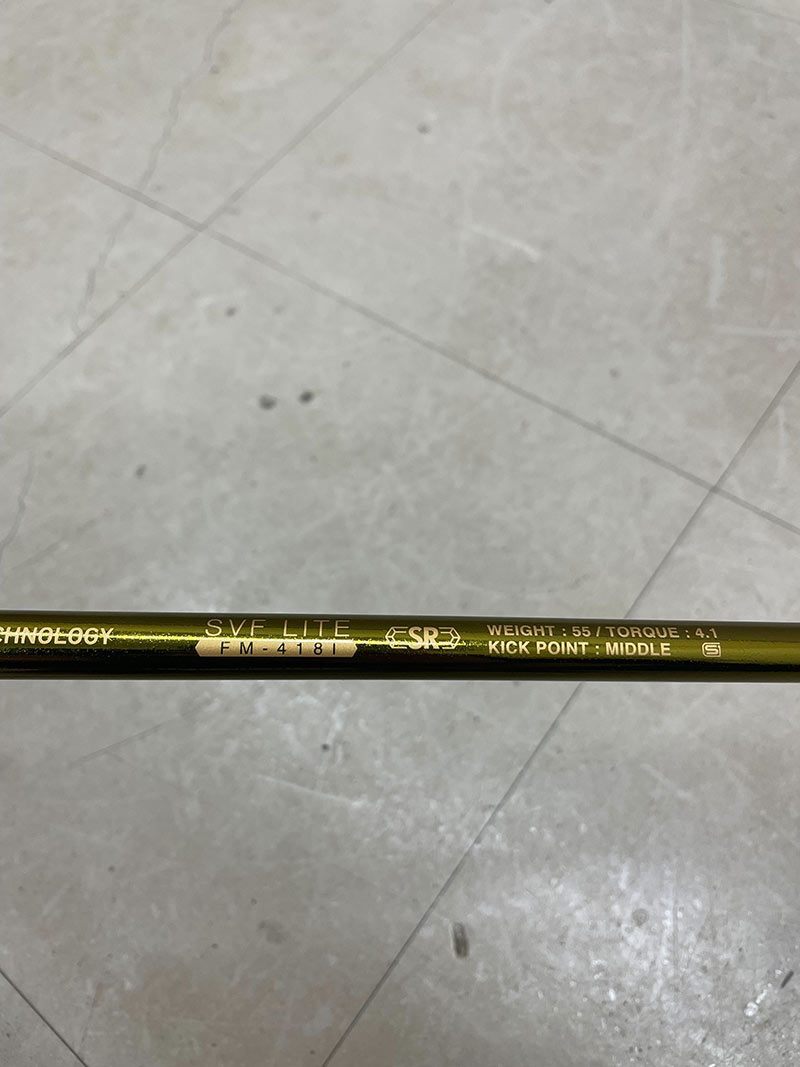 CHNOLOGY
SVF LITE
FM-418I
SR
WEIGHT : 55 / TORQUE : 4.1
KICK POINT : MIDDLE S